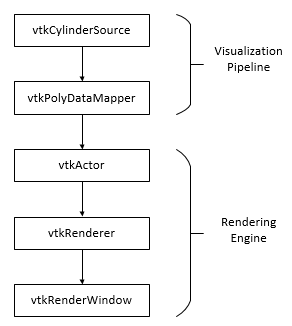 vtkCylinderSource
Visualization
Pipeline
vtkPolyDataMapper
vtkActor
vtkRenderer
Rendering
Engine
vtkRenderWindow